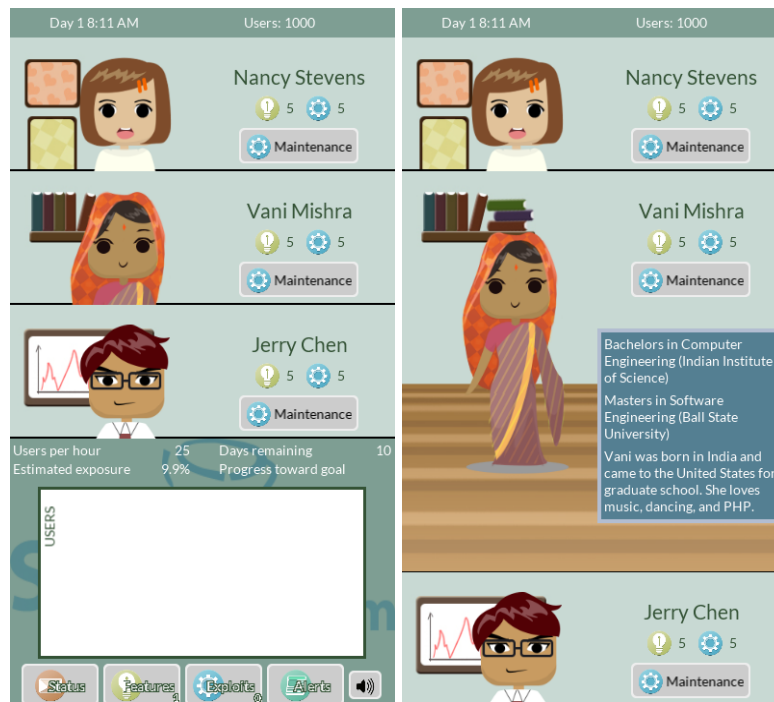 Day 1 8:11 AM Users: 1000
Nancy Stevens
5 5
Maintenance
Vani Mishra
5 5
Maintenance
Jerry Chen
5 5
Maintenance
Users per hour 25 Days remaining 10
Estimated exposure 9.9% Progress toward goal
USERS
Status Features Exploits Alerts
Day 1 8:11 AM Users: 1000
Nancy Stevens
5 5
Maintenance
Vani Mishra
5 5
Maintenance
Bachelors in Computer
Engineering (Indian Institute
of Science)
Masters in Software
Engineering (Ball State
University)
Vani was born in India and
came to the United States for
graduate school. She loves
music, dancing, and PHP.
Jerry Chen
5 5
Maintenance